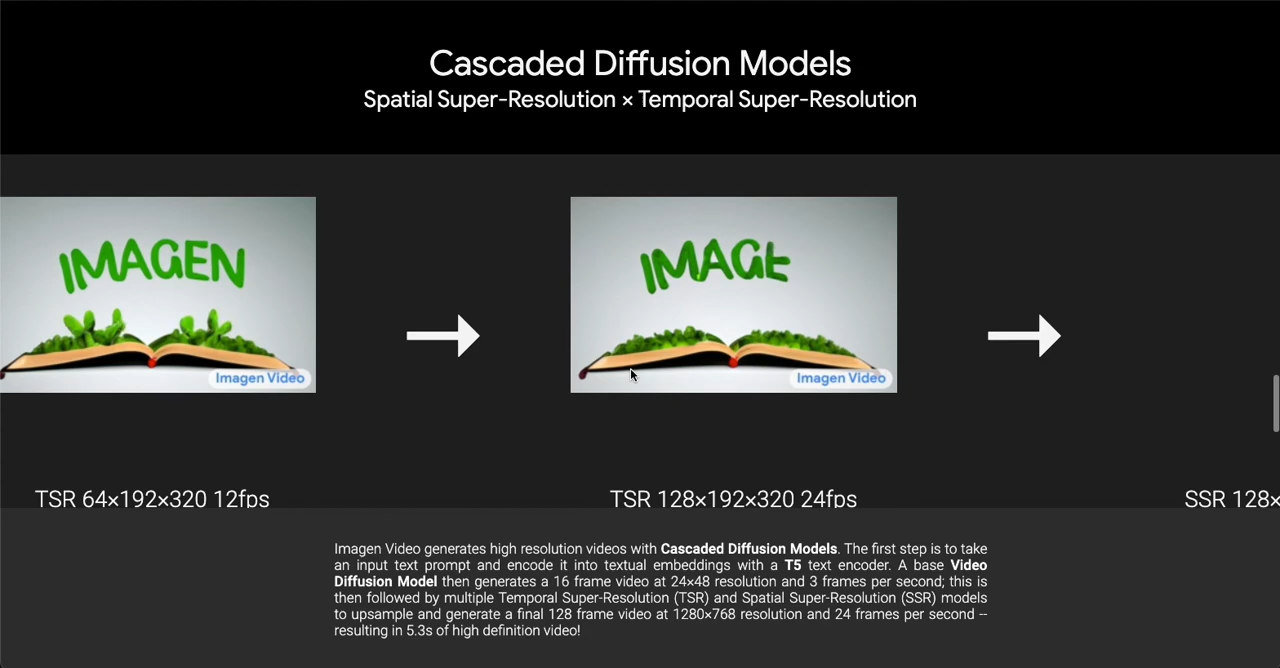 Cascaded Diffusion Models
Spatial Super-Resolution × Temporal Super-Resolution
IMAGEN
Imagen Video
IMAGE
Imagen Video
TSR 64×192×320 12fps
TSR 128×192×320 24fps
SSR 128×
Imagen Video generates high resolution videos with Cascaded Diffusion Models. The first step is to take
an input text prompt and encode it into textual embeddings with a T5 text encoder. A base Video
Diffusion Model then generates a 16 frame video at 24×48 resolution and 3 frames per second; this is
then followed by multiple Temporal Super-Resolution (TSR) and Spatial Super-Resolution (SSR) models
to upsample and generate a final 128 frame video at 1280×768 resolution and 24 frames per second --
resulting in 5.3s of high definition video!